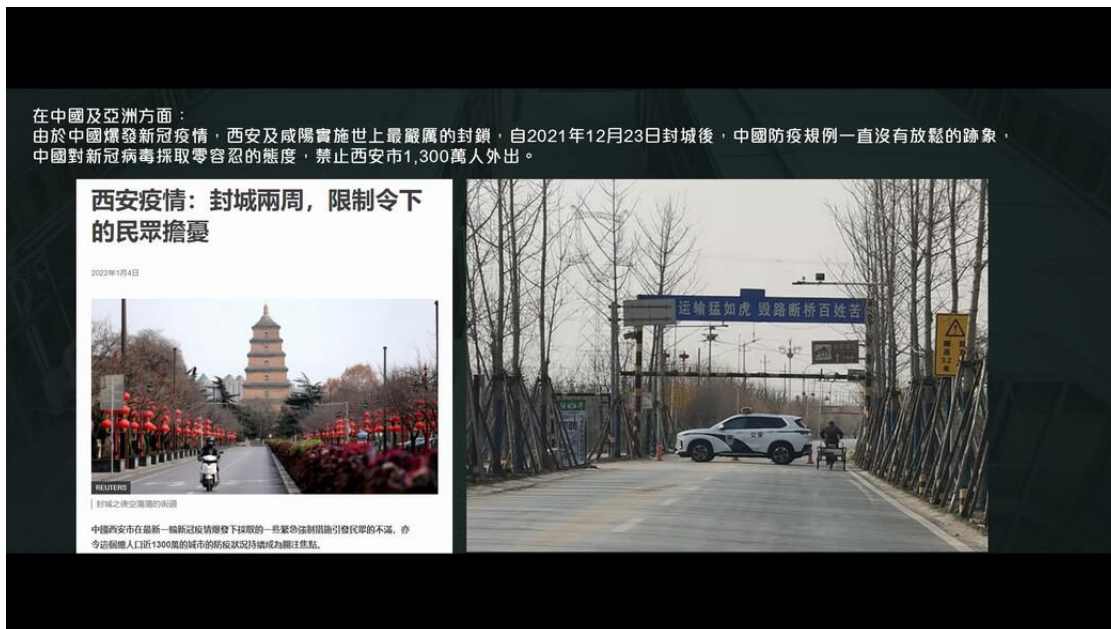 在中國及亞洲方面：
由於中國爆發新冠疫情，西安及咸陽實施世上最嚴厲的封鎖，自2021年12月23日封城後，中國防疫規例一直沒有放鬆的跡象，
中國對新冠病毒採取零容忍的態度，禁止西安市1,300萬人外出。
西安疫情：封城兩周，限制令下
的民眾擔憂
2022年1月4日
REUTERS
封城之後空蕩蕩的街頭
中國西安市在最新一輪新冠疫情爆發下採取的一些緊急強制措施引發民眾的不滿，亦
令這個總人口近1300萬的城市的防疫狀況持續成為關注焦點。
运输猛如虎 毁路断桥百姓苦
公安